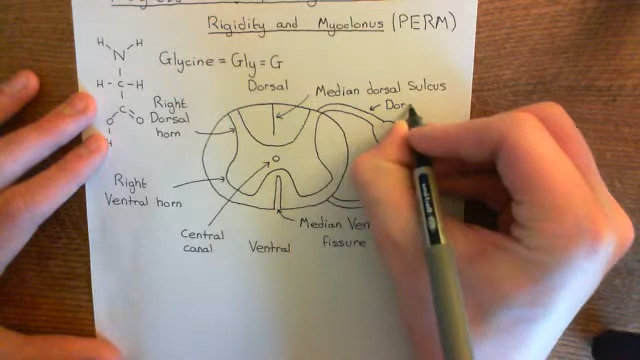 Rigidity and Myoclonus (PERM)
H H
N
H-C-H
C
O O
H
Glycine = Gly = G
Dorsal
Median dorsal Sulcus
Dor
Right
Dorsal
horn
Right
Ventral horn
Central
canal
Ventral
Median Ven
fissure